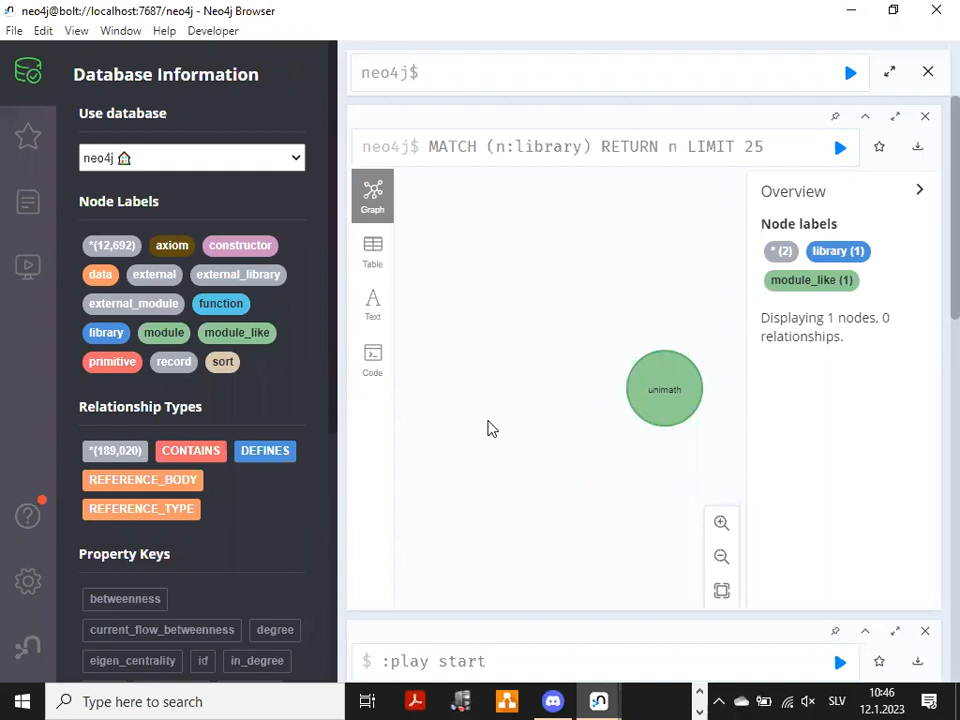 neo4j@bolt://localhost:7687/neo4j - Neo4j Browser
File Edit View Window Help Developer
Database Information
Use database
neo4j
Node Labels
*(12,692) axiom constructor
data external external_library
external_module function
library module module_like
primitive record sort
Relationship Types
*(189,020) CONTAINS DEFINES
REFERENCE_BODY
REFERENCE_TYPE
Property Keys
betweenness
current_flow_betweenness degree
eigen_centrality id in_degree
neo4j$
neo4j$ MATCH (n:library) RETURN n LIMIT 25
Graph
Table
Text
Code
unimath
Overview
Node labels
* (2) library (1)
module_like (1)
Displaying 1 nodes, 0
relationships.
$ :play start
Type here to search
SLV
10:46
12.1.2023